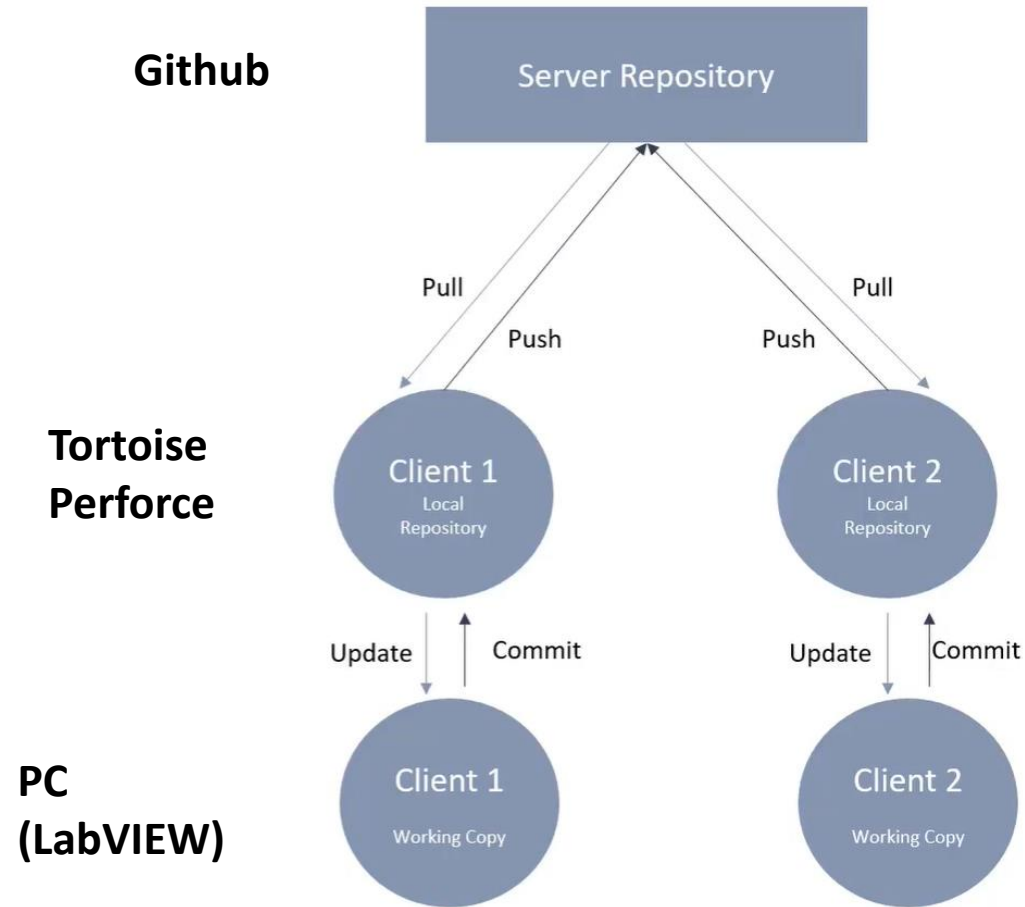 Github
Server Repository
Pull
Pull
Push
Push
Tortoise
Perforce
Client 1
Local
Repository
Client 2
Local
Repository
Update
Commit
Update
Commit
PC
(LabVIEW)
Client 1
Working Copy
Client 2
Working Copy